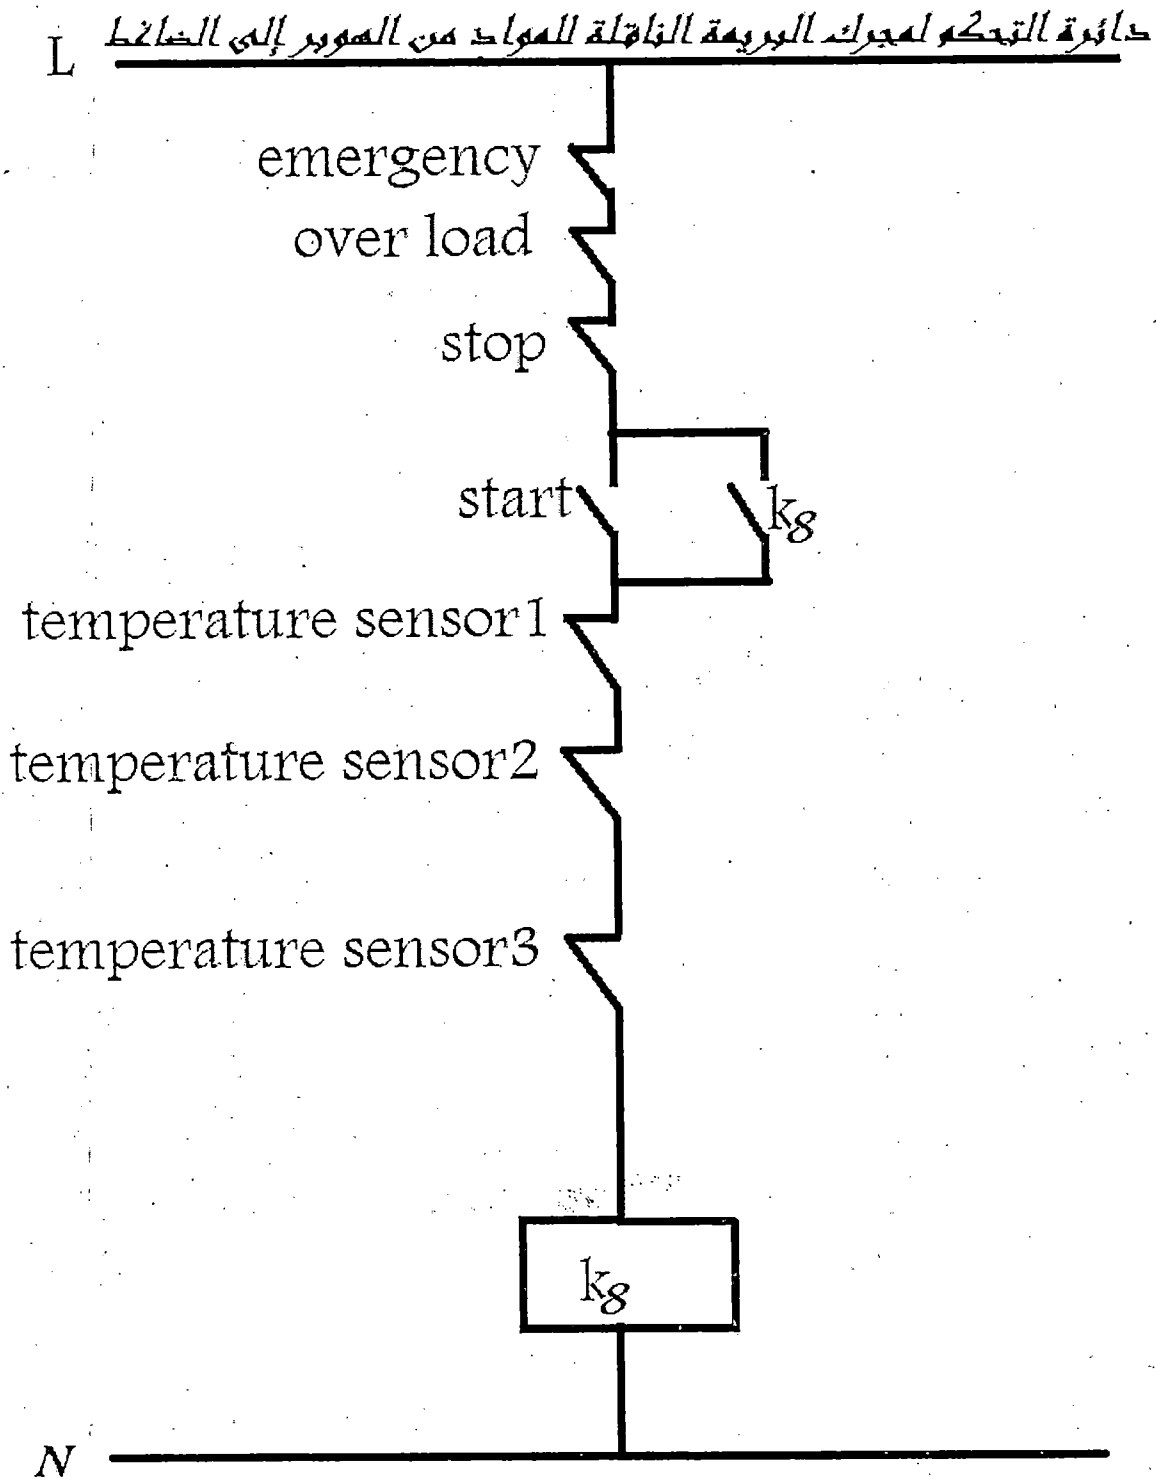 دائرة التحكم لمحرك البريمة الناقلة للمواد من الهوبر إلى الضاغط
L
emergency
over load
stop
start
k8
temperature sensor1
temperature sensor2
temperature sensor3
k8
N